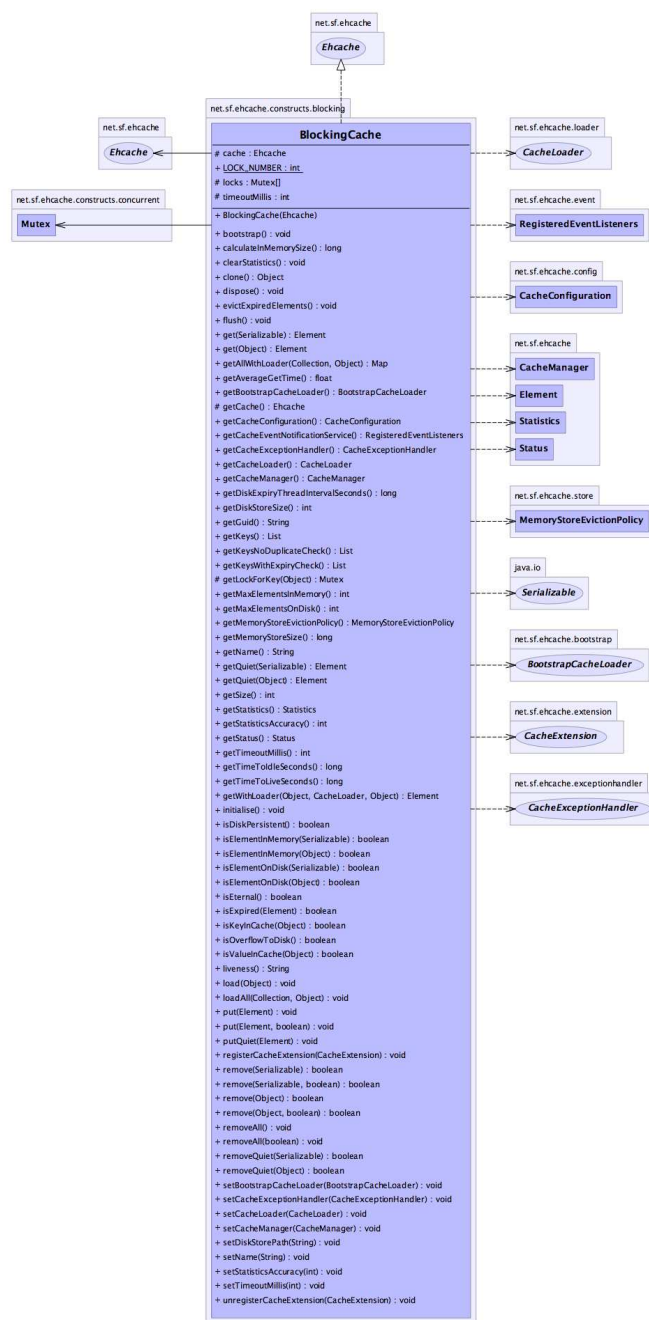 net.sf.ehcache
Ehcache
net.sf.ehcache.constructs.blocking
net.sf.ehcache
Ehcache
net.sf.ehcache.constructs.concurrent
Mutex
BlockingCache
# cache : Ehcache
+ LOCK_NUMBER : int
# locks : Mutex[]
# timeoutMillis : int
+ BlockingCache(Ehcache)
+ bootstrap() : void
+ calculateInMemorySize() : long
+ clearStatistics() : void
+ clone() : Object
+ dispose() : void
+ evictExpiredElements() : void
+ flush() : void
+ get(Serializable) : Element
+ get(Object) : Element
+ getAllWithLoader(Collection, Object) : Map
+ getAverageGetTime() : float
+ getBootstrapCacheLoader() : BootstrapCacheLoader
# getCache() : Ehcache
+ getCacheConfiguration() : CacheConfiguration
+ getCacheEventNotificationService() : RegisteredEventListeners
+ getCacheExceptionHandler() : CacheExceptionHandler
+ getCacheLoader() : CacheLoader
+ getCacheManager() : CacheManager
+ getDiskExpiryThreadIntervalSeconds() : long
+ getDiskStoreSize() : int
+ getGuid() : String
+ getKeys() : List
+ getKeysNoDuplicateCheck() : List
+ getKeysWithExpiryCheck() : List
# getLockForKey(Object) : Mutex
+ getMaxElementsInMemory() : int
+ getMaxElementsOnDisk() : int
+ getMemoryStoreEvictionPolicy() : MemoryStoreEvictionPolicy
+ getMemoryStoreSize() : long
+ getName() : String
+ getQuiet(Serializable) : Element
+ getQuiet(Object) : Element
+ getSize() : int
+ getStatistics() : Statistics
+ getStatisticsAccuracy() : int
+ getStatus() : Status
+ getTimeoutMillis() : int
+ getTimeToIdleSeconds() : long
+ getTimeToLiveSeconds() : long
+ getWithLoader(Object, CacheLoader, Object) : Element
+ initialise() : void
+ isDiskPersistent() : boolean
+ isElementInMemory(Serializable) : boolean
+ isElementInMemory(Object) : boolean
+ isElementOnDisk(Serializable) : boolean
+ isElementOnDisk(Object) : boolean
+ isEternal() : boolean
+ isExpired(Element) : boolean
+ isKeyInCache(Object) : boolean
+ isOverflowToDisk() : boolean
+ isValueInCache(Object) : boolean
+ liveness() : String
+ load(Object) : void
+ loadAll(Collection, Object) : void
+ put(Element) : void
+ put(Element, boolean) : void
+ putQuiet(Element) : void
+ registerCacheExtension(CacheExtension) : void
+ remove(Serializable) : boolean
+ remove(Serializable, boolean) : boolean
+ remove(Object) : boolean
+ remove(Object, boolean) : boolean
+ removeAll() : void
+ removeAll(boolean) : void
+ removeQuiet(Serializable) : boolean
+ removeQuiet(Object) : boolean
+ setBootstrapCacheLoader(BootstrapCacheLoader) : void
+ setCacheExceptionHandler(CacheExceptionHandler) : void
+ setCacheLoader(CacheLoader) : void
+ setCacheManager(CacheManager) : void
+ setDiskStorePath(String) : void
+ setName(String) : void
+ setStatisticsAccuracy(int) : void
+ setTimeoutMillis(int) : void
+ unregisterCacheExtension(CacheExtension) : void
net.sf.ehcache.loader
CacheLoader
net.sf.ehcache.event
RegisteredEventListeners
net.sf.ehcache.config
CacheConfiguration
net.sf.ehcache
CacheManager
Element
Statistics
Status
net.sf.ehcache.store
MemoryStoreEvictionPolicy
java.io
Serializable
net.sf.ehcache.bootstrap
BootstrapCacheLoader
net.sf.ehcache.extension
CacheExtension
net.sf.ehcache.exceptionhandler
CacheExceptionHandler